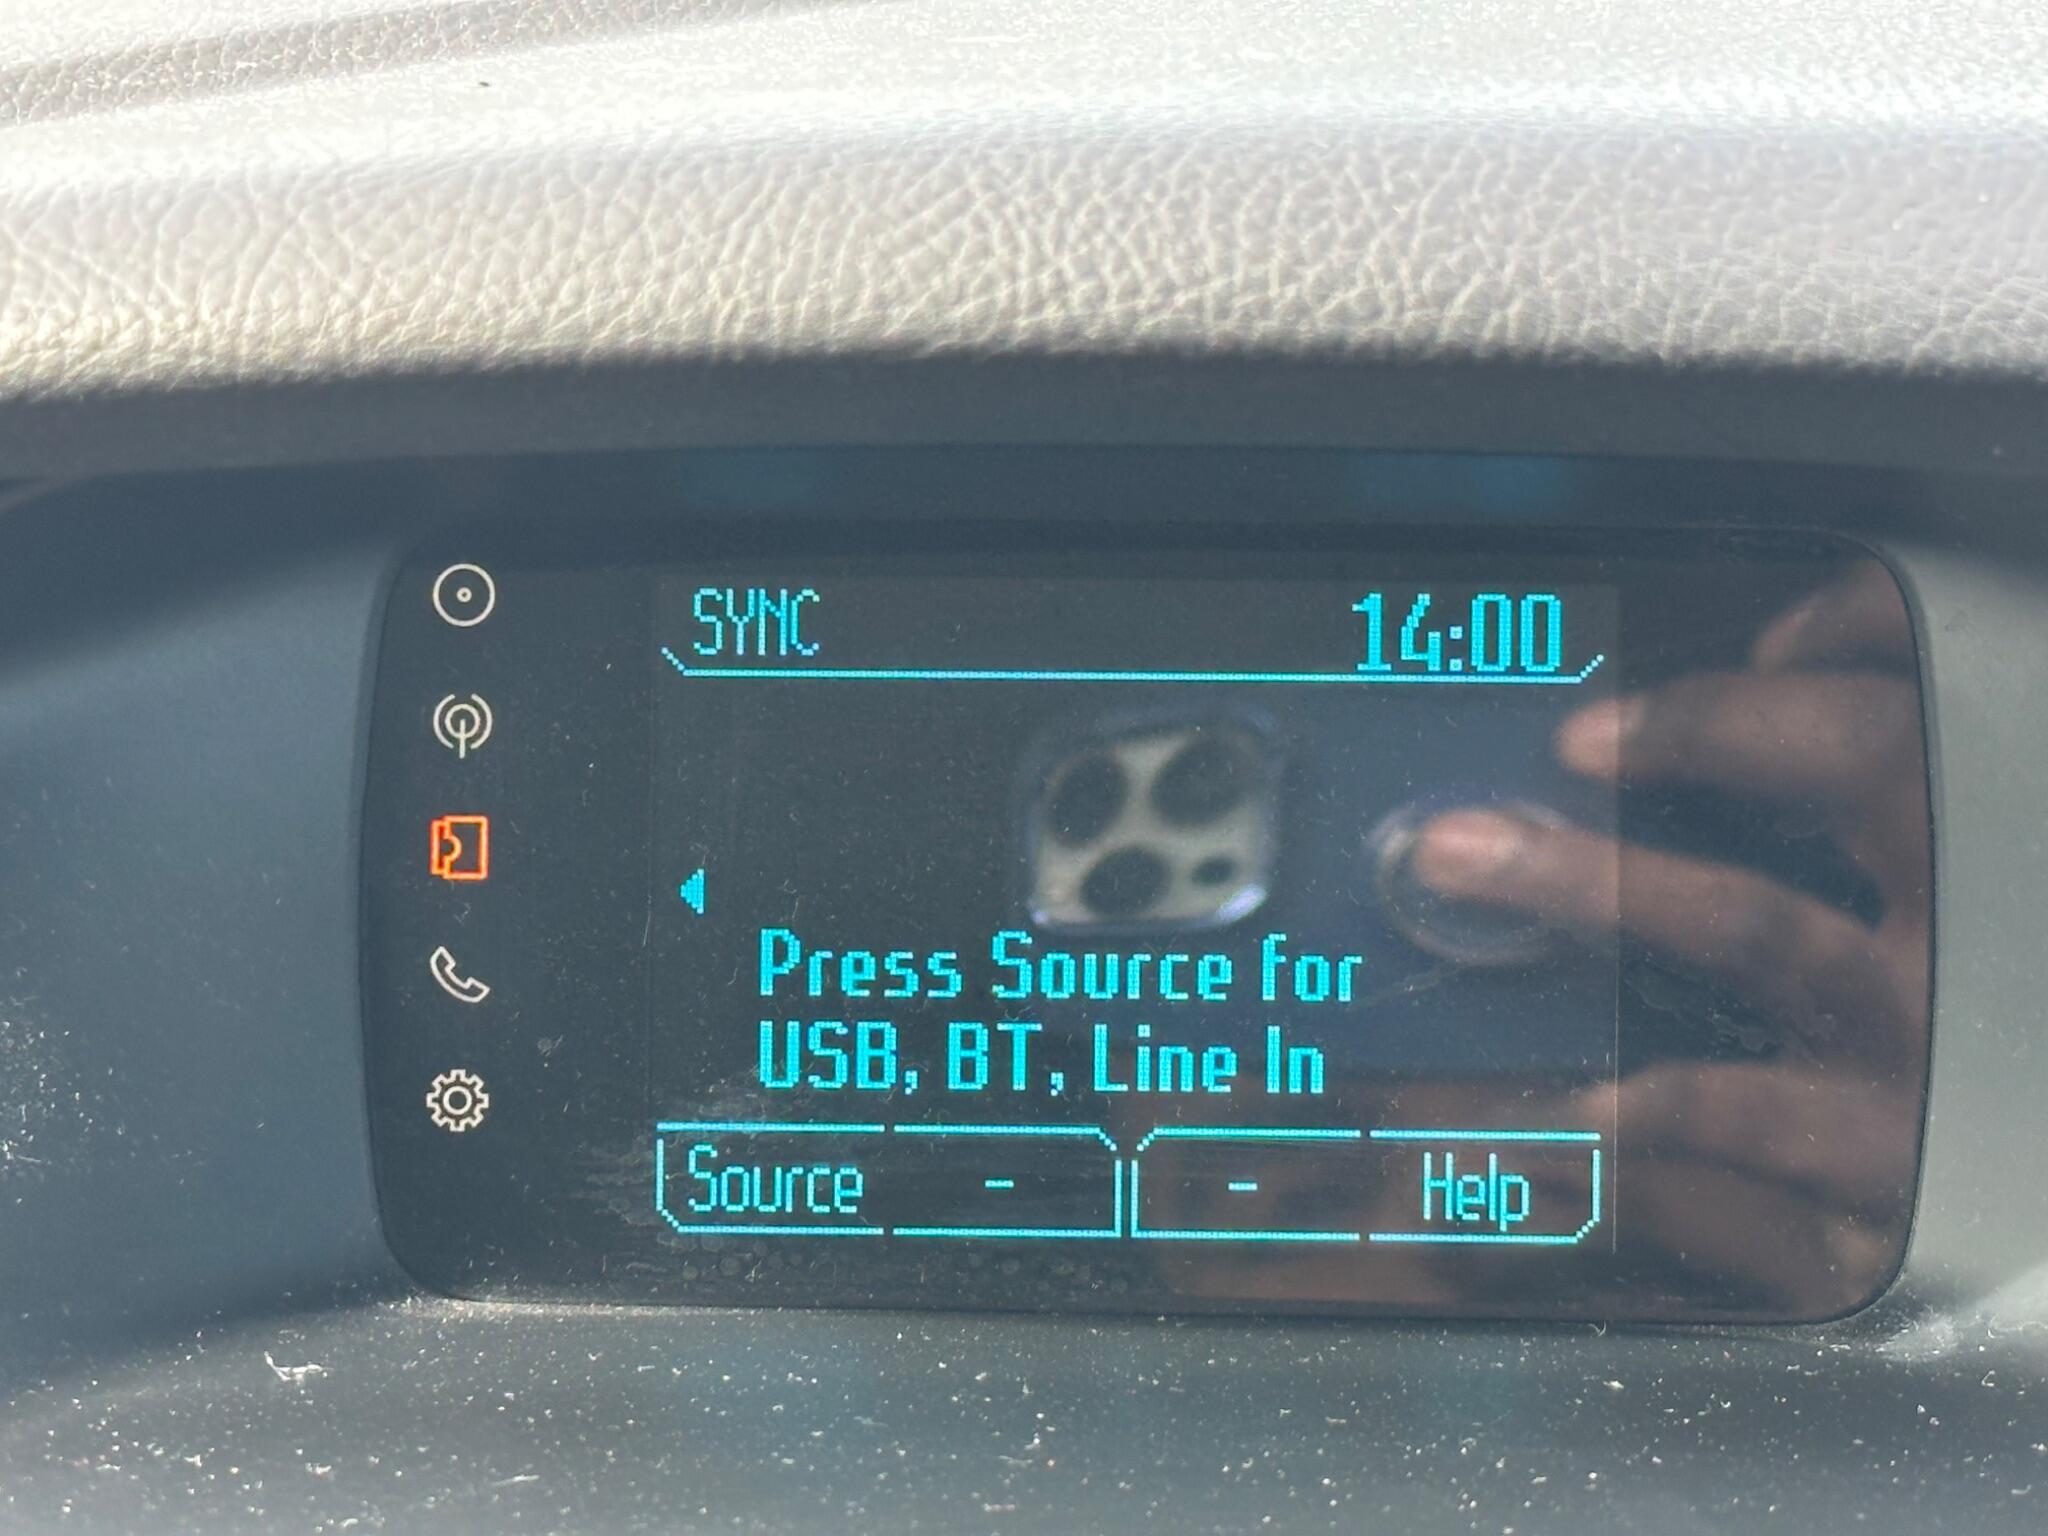 SYNC 14:00
Press Source for
USB, BT, Line In
Source - - Help